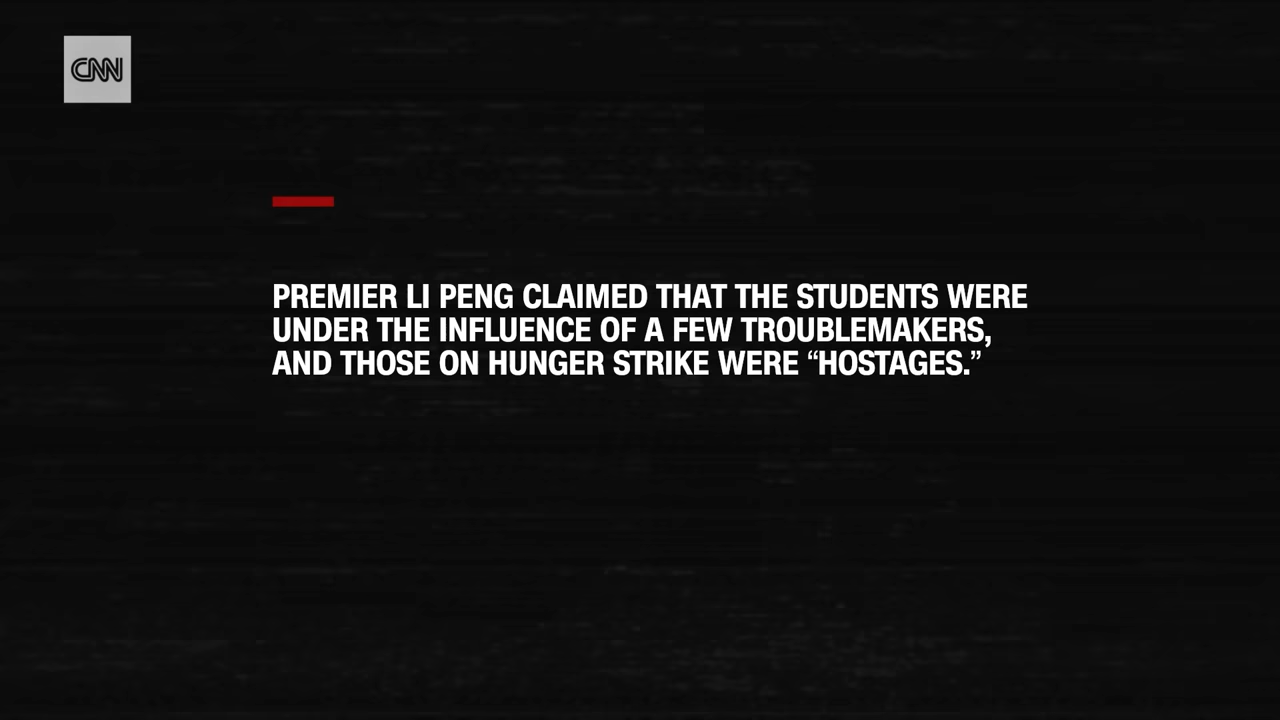 CNN
PREMIER LI PENG CLAIMED THAT THE STUDENTS WERE
UNDER THE INFLUENCE OF A FEW TROUBLEMAKERS,
AND THOSE ON HUNGER STRIKE WERE “HOSTAGES.”